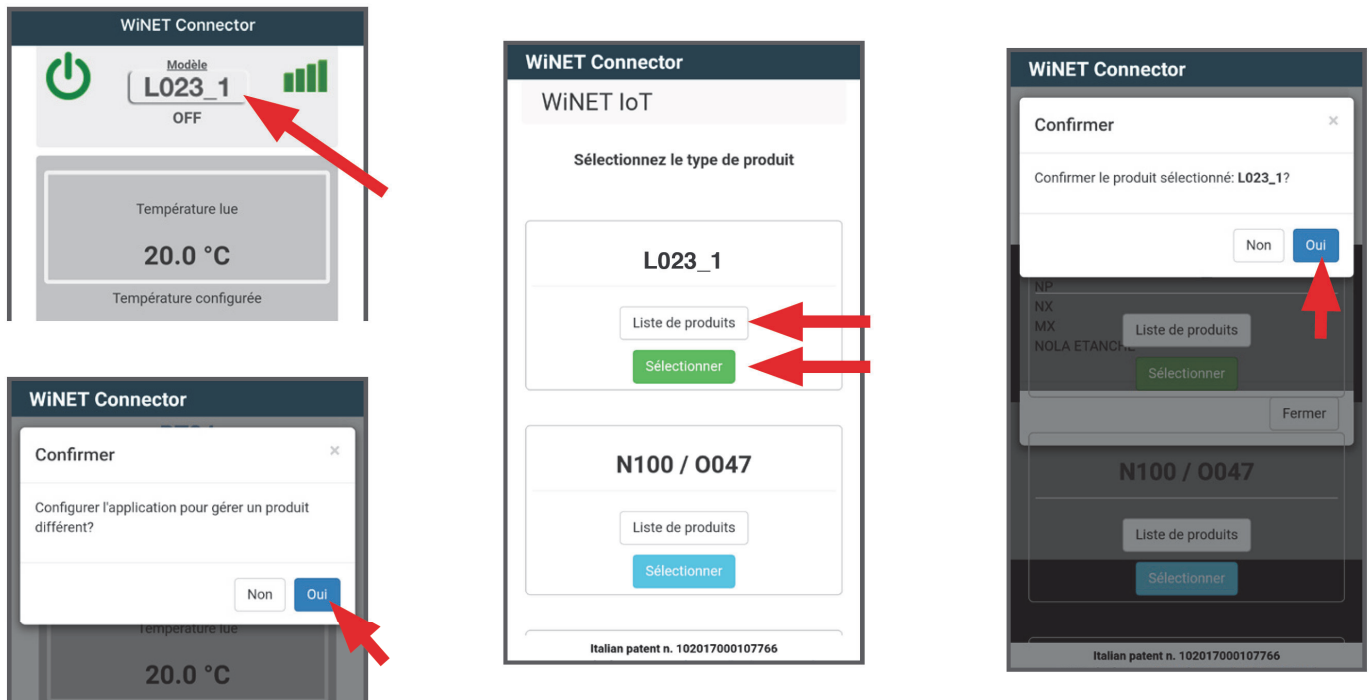 WiNET Connector
Modèle
L023_1
OFF
Température lue
20.0 °C
Température configurée
WiNET Connector
Confirmer
×
Configurer l'application pour gérer un produit
différent?
Non
Oui
Température lue
20.0 °C
WiNET Connector
WiNET IoT
Sélectionnez le type de produit
L023_1
Liste de produits
Sélectionner
N100 / O047
Liste de produits
Sélectionner
Italian patent n. 102017000107766
WiNET Connector
Confirmer
×
Confirmer le produit sélectionné: L023_1?
Non
Oui
NP
NX
MX
NOLA ETANCHE
Liste de produits
Sélectionner
Fermer
N100 / O047
Liste de produits
Sélectionner
Italian patent n. 102017000107766